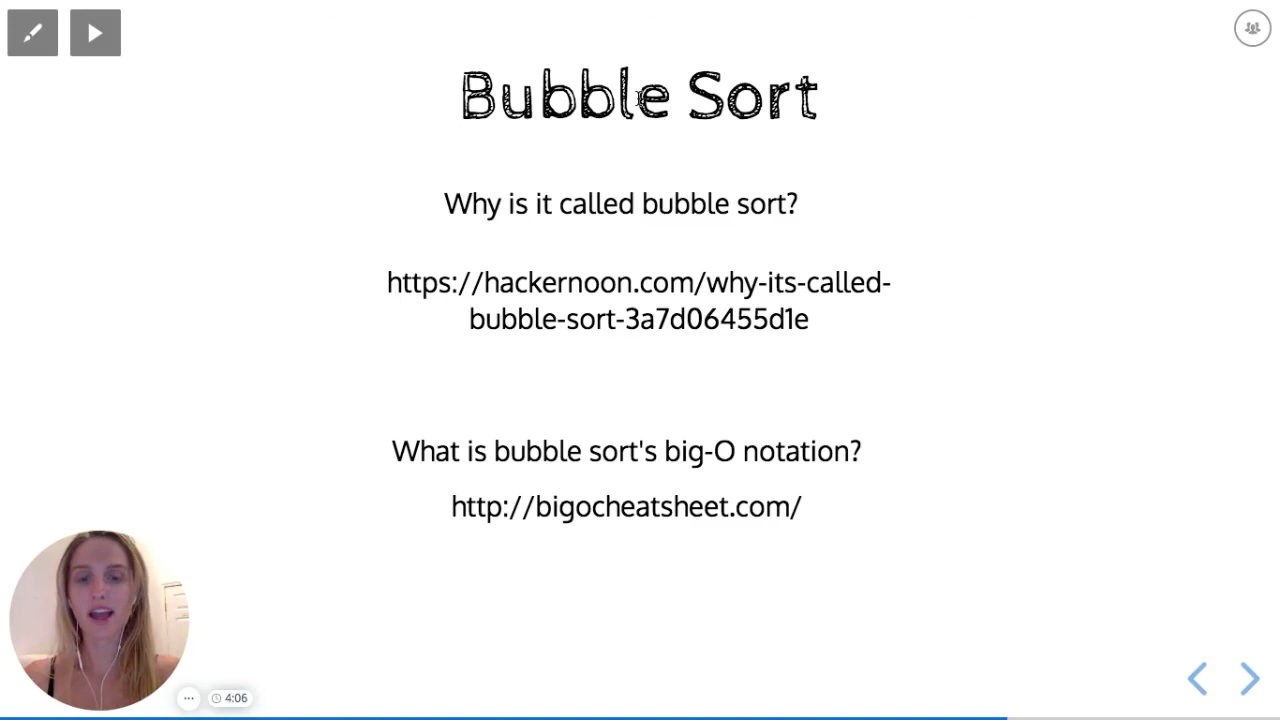 Bubble Sort
Why is it called bubble sort?
https://hackernoon.com/why-its-called-
bubble-sort-3a7d06455d1e
What is bubble sort's big-O notation?
http://bigocheatsheet.com/
4:06